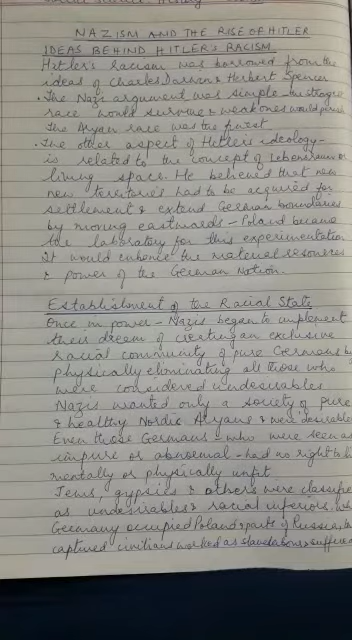 NAZISM AND THE RISE OF HITLER
IDEAS BEHIND HITLER'S RACISM
Hitler's racism was borrowed from the
ideas of Charles Darwin & Herbert Spencer
• The Nazi argument was simple - the strongest
race would survive & weak ones would perish
The Aryan race was the finest
• The other aspect of Hitler's ideology -
is related to the concept of Lebensraum or
living space. He believed that new
new territories had to be acquired for
settlement & extend German boundaries
by moving eastwards - Poland became
the laboratory for this experimentation
It would enhance the material resources
& power of the German Nation.
Establishment of the Racial State
Once in power - Nazis began to implement
their dream of creating an exclusive
racial community of pure Germans by
physically eliminating all those who
were considered undesirables
Nazis wanted only a society of pure
& healthy Nordic Aryans & were desirable
Even those Germans who were seen as
impure or abnormal - had no right to
mentally or physically unfit
Jews, gypsies & others were classified
as undesirables & racial inferiors.
Germany occupied Poland & parts of Russia,
captured civilians worked as slave labour & suffered